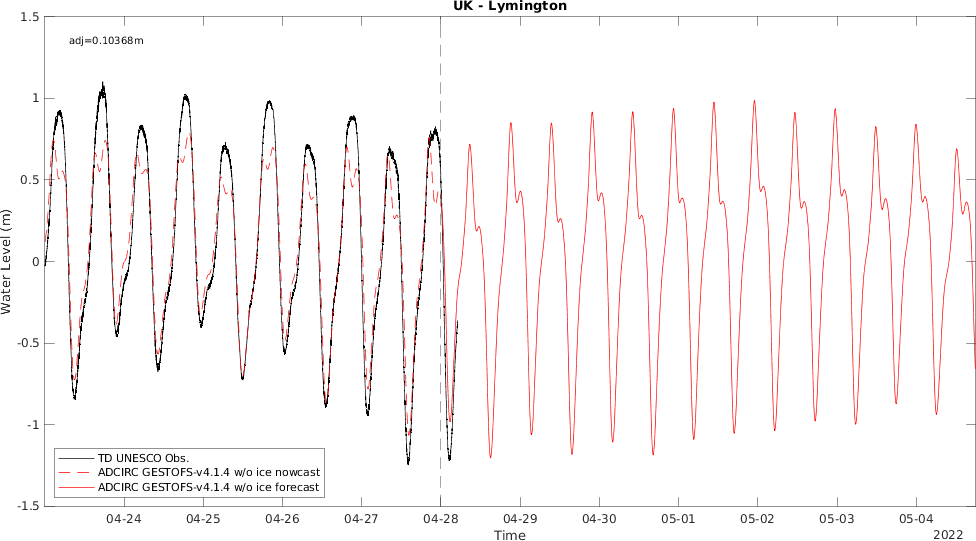 UK - Lymington
1.5
adj=0.10368m
1
0.5
0
-0.5
-1
-1.5
Water Level (m)
TD UNESCO Obs.
ADCIRC GESTOFS-v4.1.4 w/o ice nowcast
ADCIRC GESTOFS-v4.1.4 w/o ice forecast
04-24 04-25 04-26 04-27 04-28 04-29 04-30 05-01 05-02 05-03 05-04
Time
2022